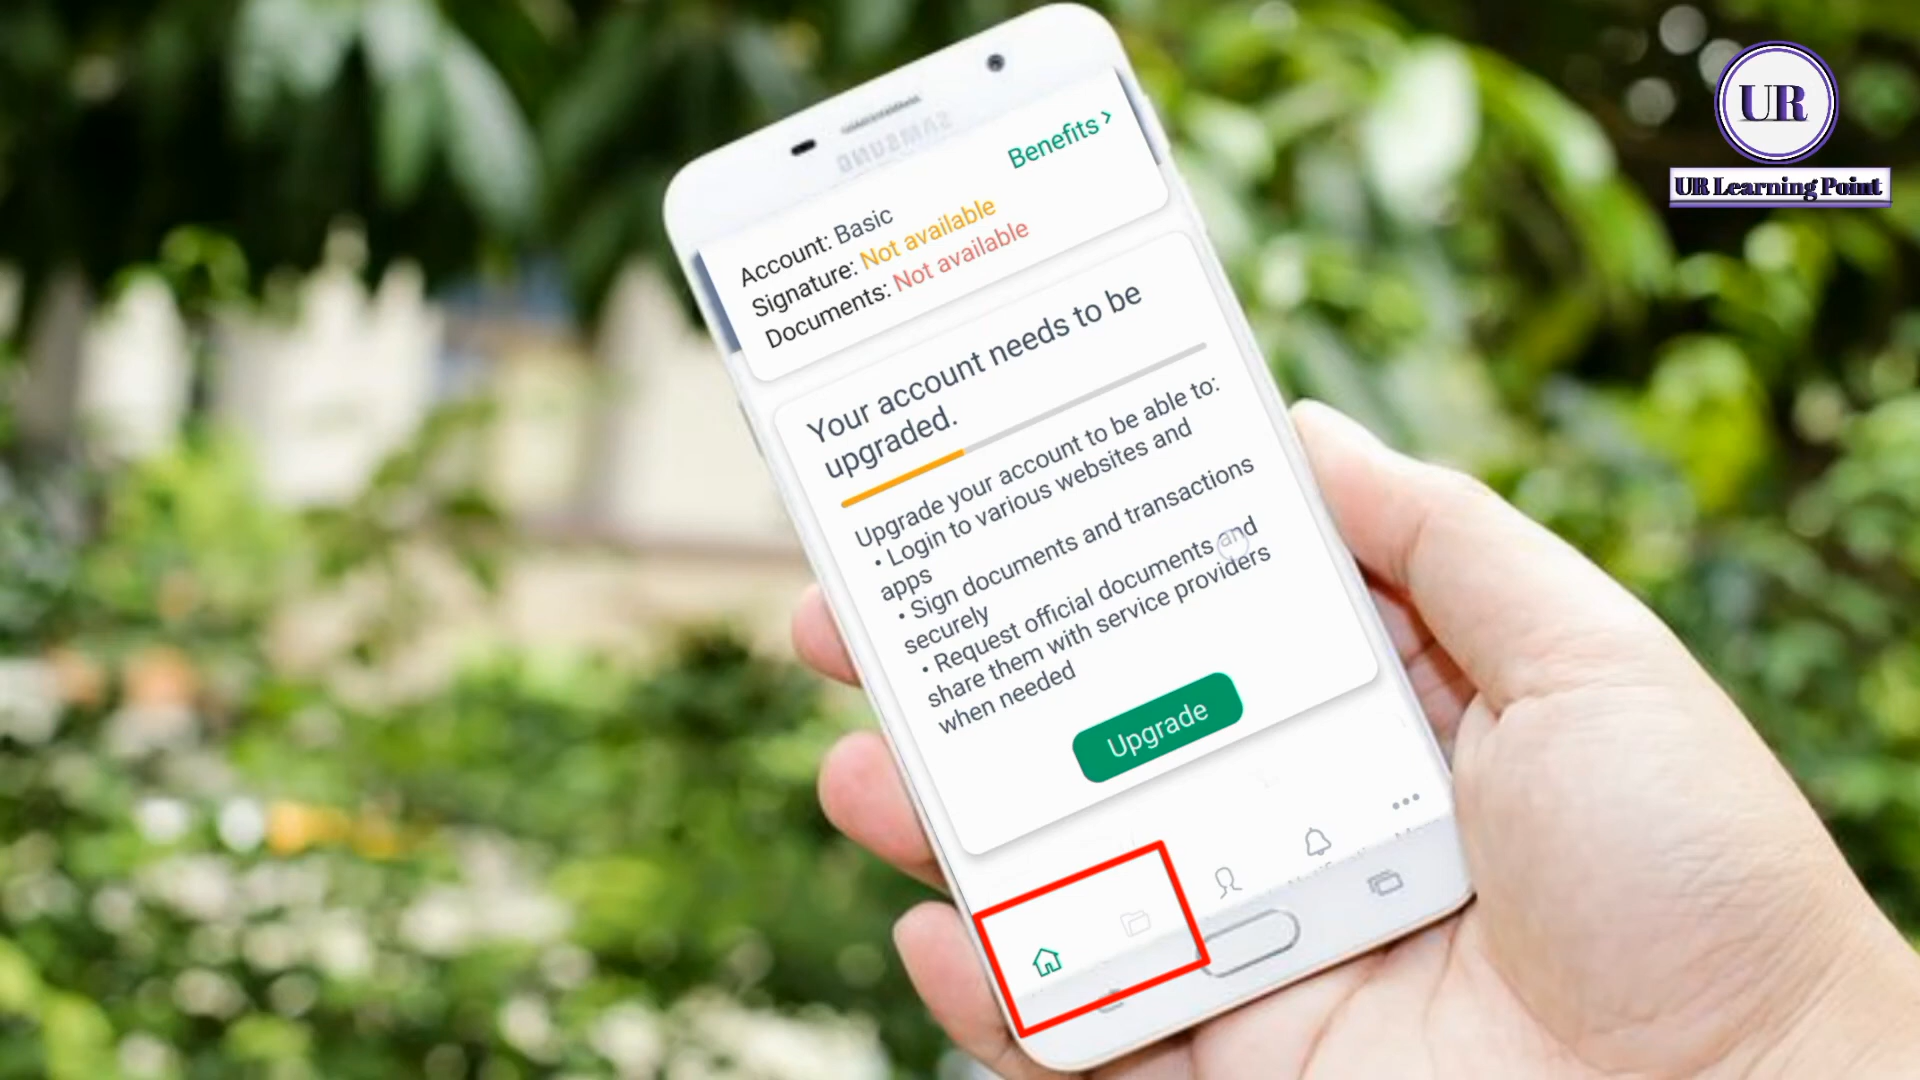 UR
UR Learning Point
SAMSUNG
Benefits >
Account: Basic
Signature: Not available
Documents: Not available
Your account needs to be
upgraded.
Upgrade your account to be able to:
• Login to various websites and
apps
• Sign documents and transactions
securely
• Request official documents and
share them with service providers
when needed
Upgrade